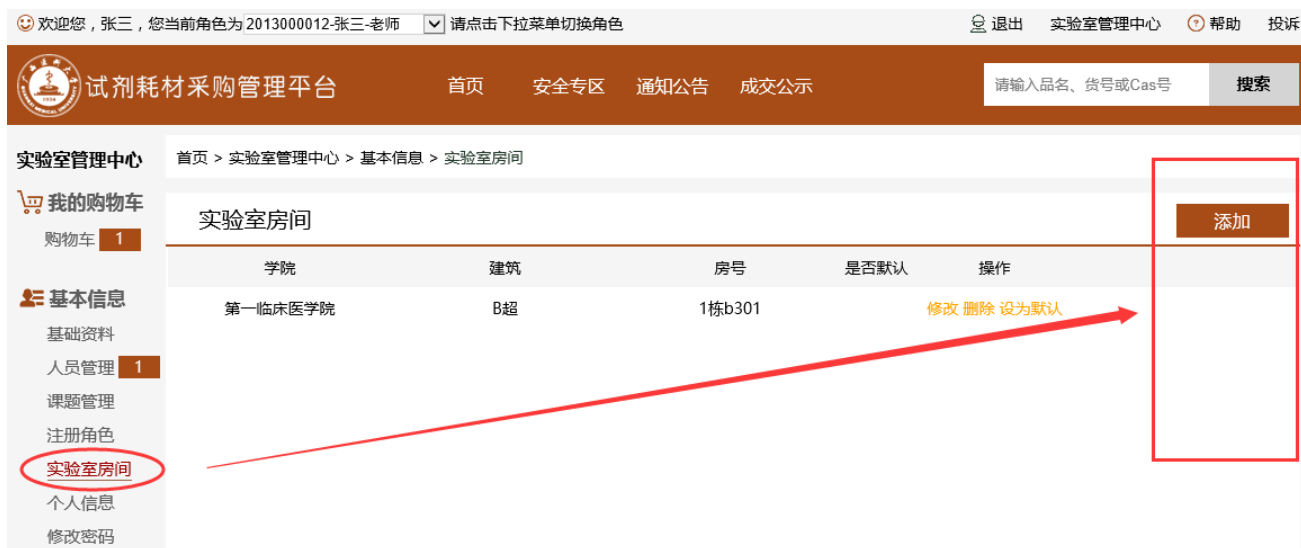 欢迎您，张三，您当前角色为 2013000012-张三-老师 请点击下拉菜单切换角色 退出 实验室管理中心 帮助 投诉
试剂耗材采购管理平台 首页 安全专区 通知公告 成交公示 请输入品名、货号或Cas号 搜索
实验室管理中心 首页 > 实验室管理中心 > 基本信息 > 实验室房间
我的购物车
实验室房间 添加
购物车 1
学院 建筑 房号 是否默认 操作
基本信息
第一临床医学院 B超 1栋b301 修改 删除 设为默认
基础资料
人员管理 1
课题管理
注册角色
实验室房间
个人信息
修改密码